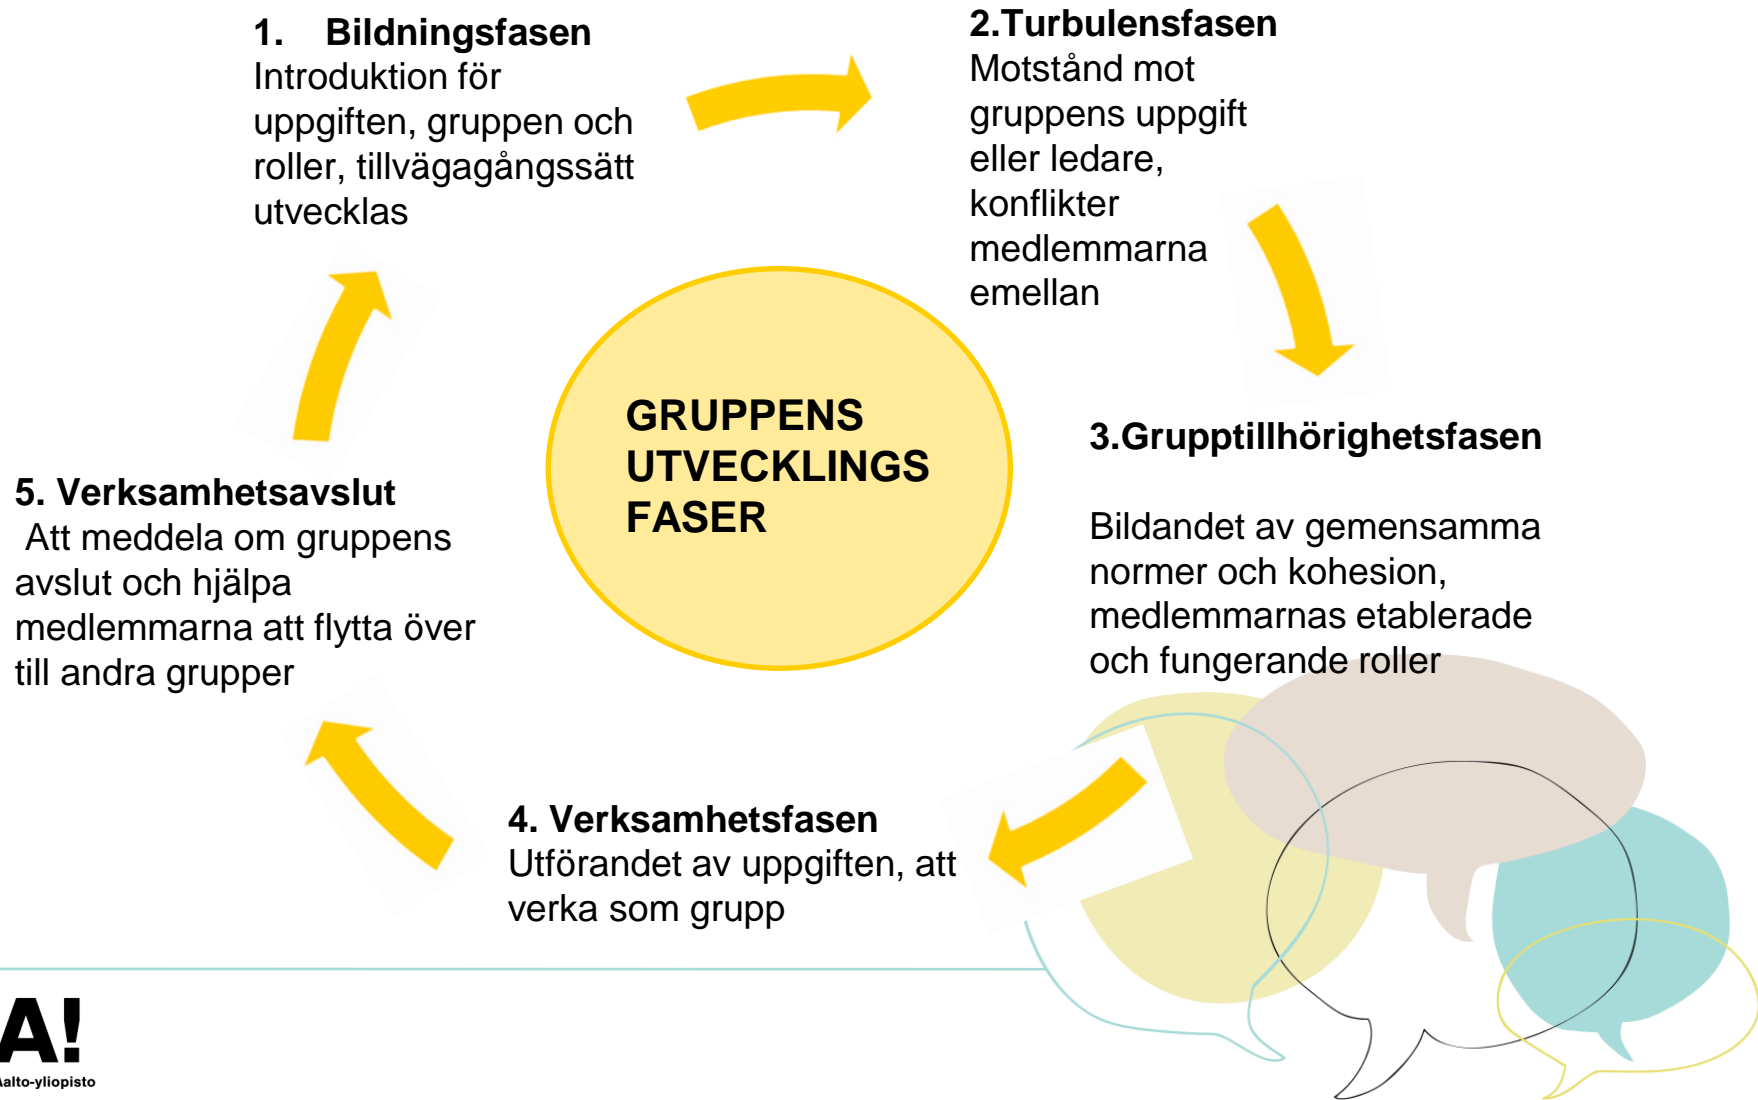 1. Bildningsfasen
Introduktion för
uppgiften, gruppen och
roller, tillvägagångssätt
utvecklas
2.Turbulensfasen
Motstånd mot
gruppens uppgift
eller ledare,
konflikter
medlemmarna
emellan
GRUPPENS
UTVECKLINGS
FASER
3.Grupptillhörighetsfasen
Bildandet av gemensamma
normer och kohesion,
medlemmarnas etablerade
och fungerande roller
4. Verksamhetsfasen
Utförandet av uppgiften, att
verka som grupp
5. Verksamhetsavslut
Att meddela om gruppens
avslut och hjälpa
medlemmarna att flytta över
till andra grupper
A!
Aalto-yliopisto